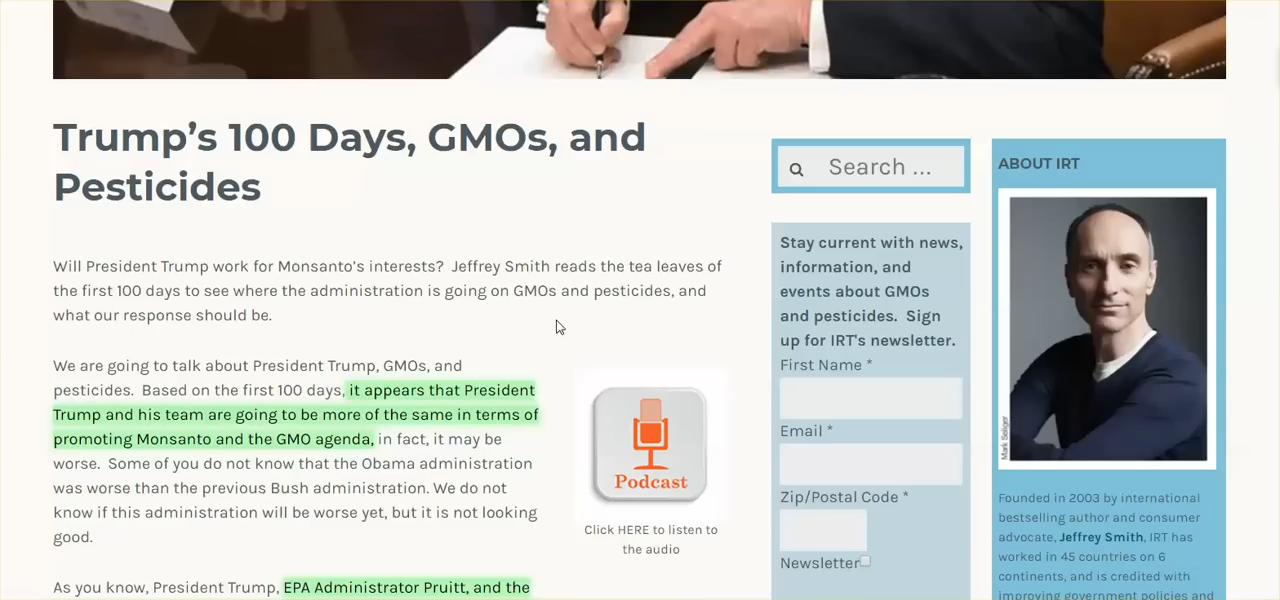 Trump’s 100 Days, GMOs, and
Pesticides
Will President Trump work for Monsanto’s interests?  Jeffrey Smith reads the tea leaves of
the first 100 days to see where the administration is going on GMOs and pesticides, and
what our response should be.
We are going to talk about President Trump, GMOs, and
pesticides.  Based on the first 100 days, it appears that President
Trump and his team are going to be more of the same in terms of
promoting Monsanto and the GMO agenda, in fact, it may be
worse.  Some of you do not know that the Obama administration
was worse than the previous Bush administration. We do not
know if this administration will be worse yet, but it is not looking
good.
As you know, President Trump, EPA Administrator Pruitt, and the
Podcast
Click HERE to listen to
the audio
Search ...
Stay current with news,
information, and
events about GMOs
and pesticides.  Sign
up for IRT's newsletter.
First Name *
Email *
Zip/Postal Code *
Newsletter
ABOUT IRT
Mark Seliger
Founded in 2003 by international
bestselling author and consumer
advocate, Jeffrey Smith, IRT has
worked in 45 countries on 6
continents, and is credited with
improving government policies and